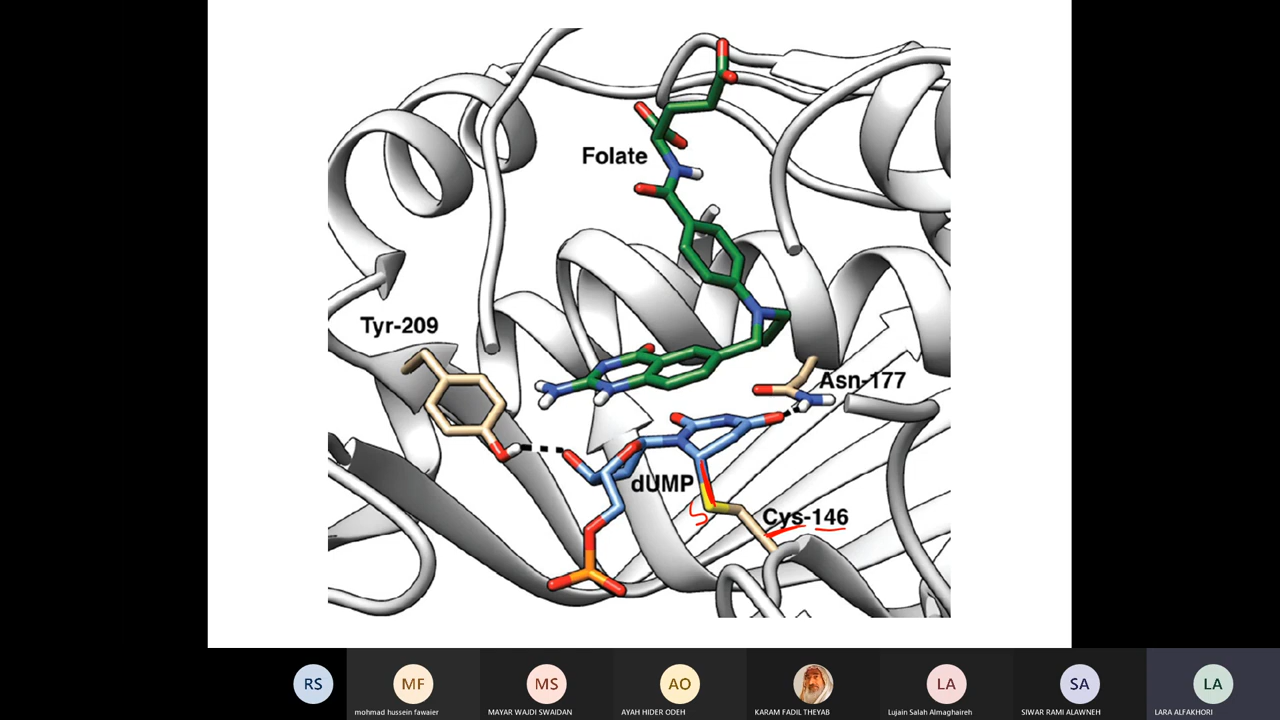 Folate
Tyr-209
Asn-177
dUMP
S
Cys-146
RS
MF
MS
AO
LA
SA
LA
mohmad hussein fawaier
MAYAR WAJDI SWAIDAN
AYAH HIDER ODEH
KARAM FADIL THEYAB
Lujain Salah Almaghaireh
SIWAR RAMI ALAWNEH
LARA ALFAKHORI